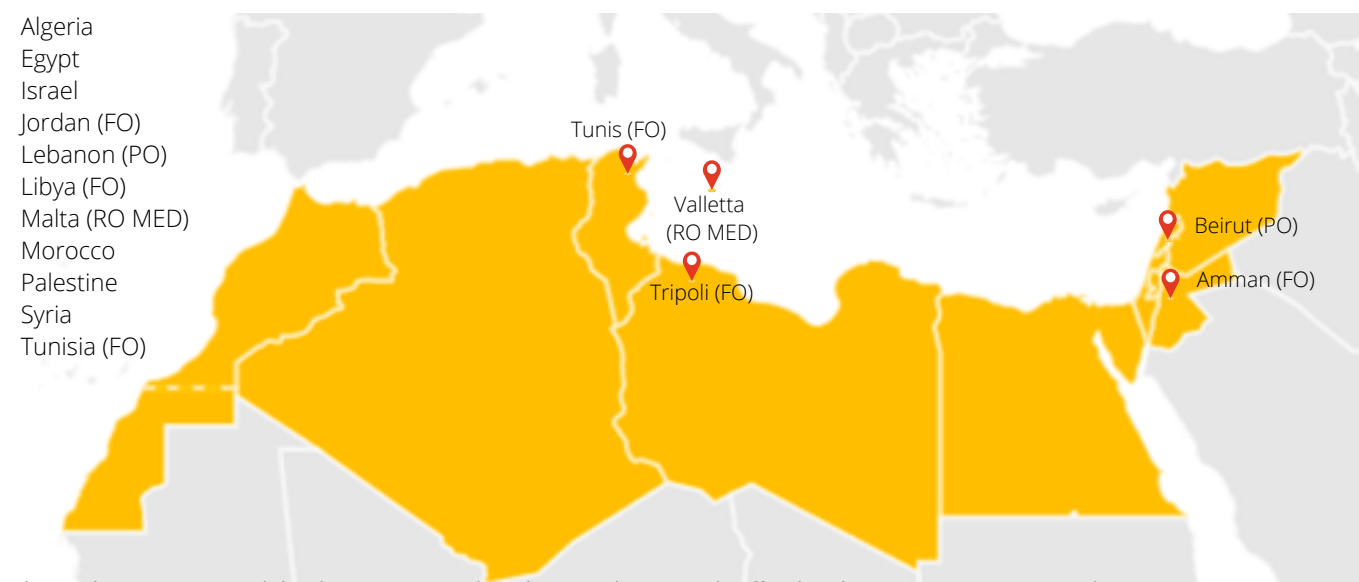 Algeria
Egypt
Israel
Jordan (FO)
Lebanon (PO)
Libya (FO)
Malta (RO MED)
Morocco
Palestine
Syria
Tunisia (FO)
Tunis (FO)
Valletta
(RO MED)
Tripoli (FO)
Beirut (PO)
Amman (FO)